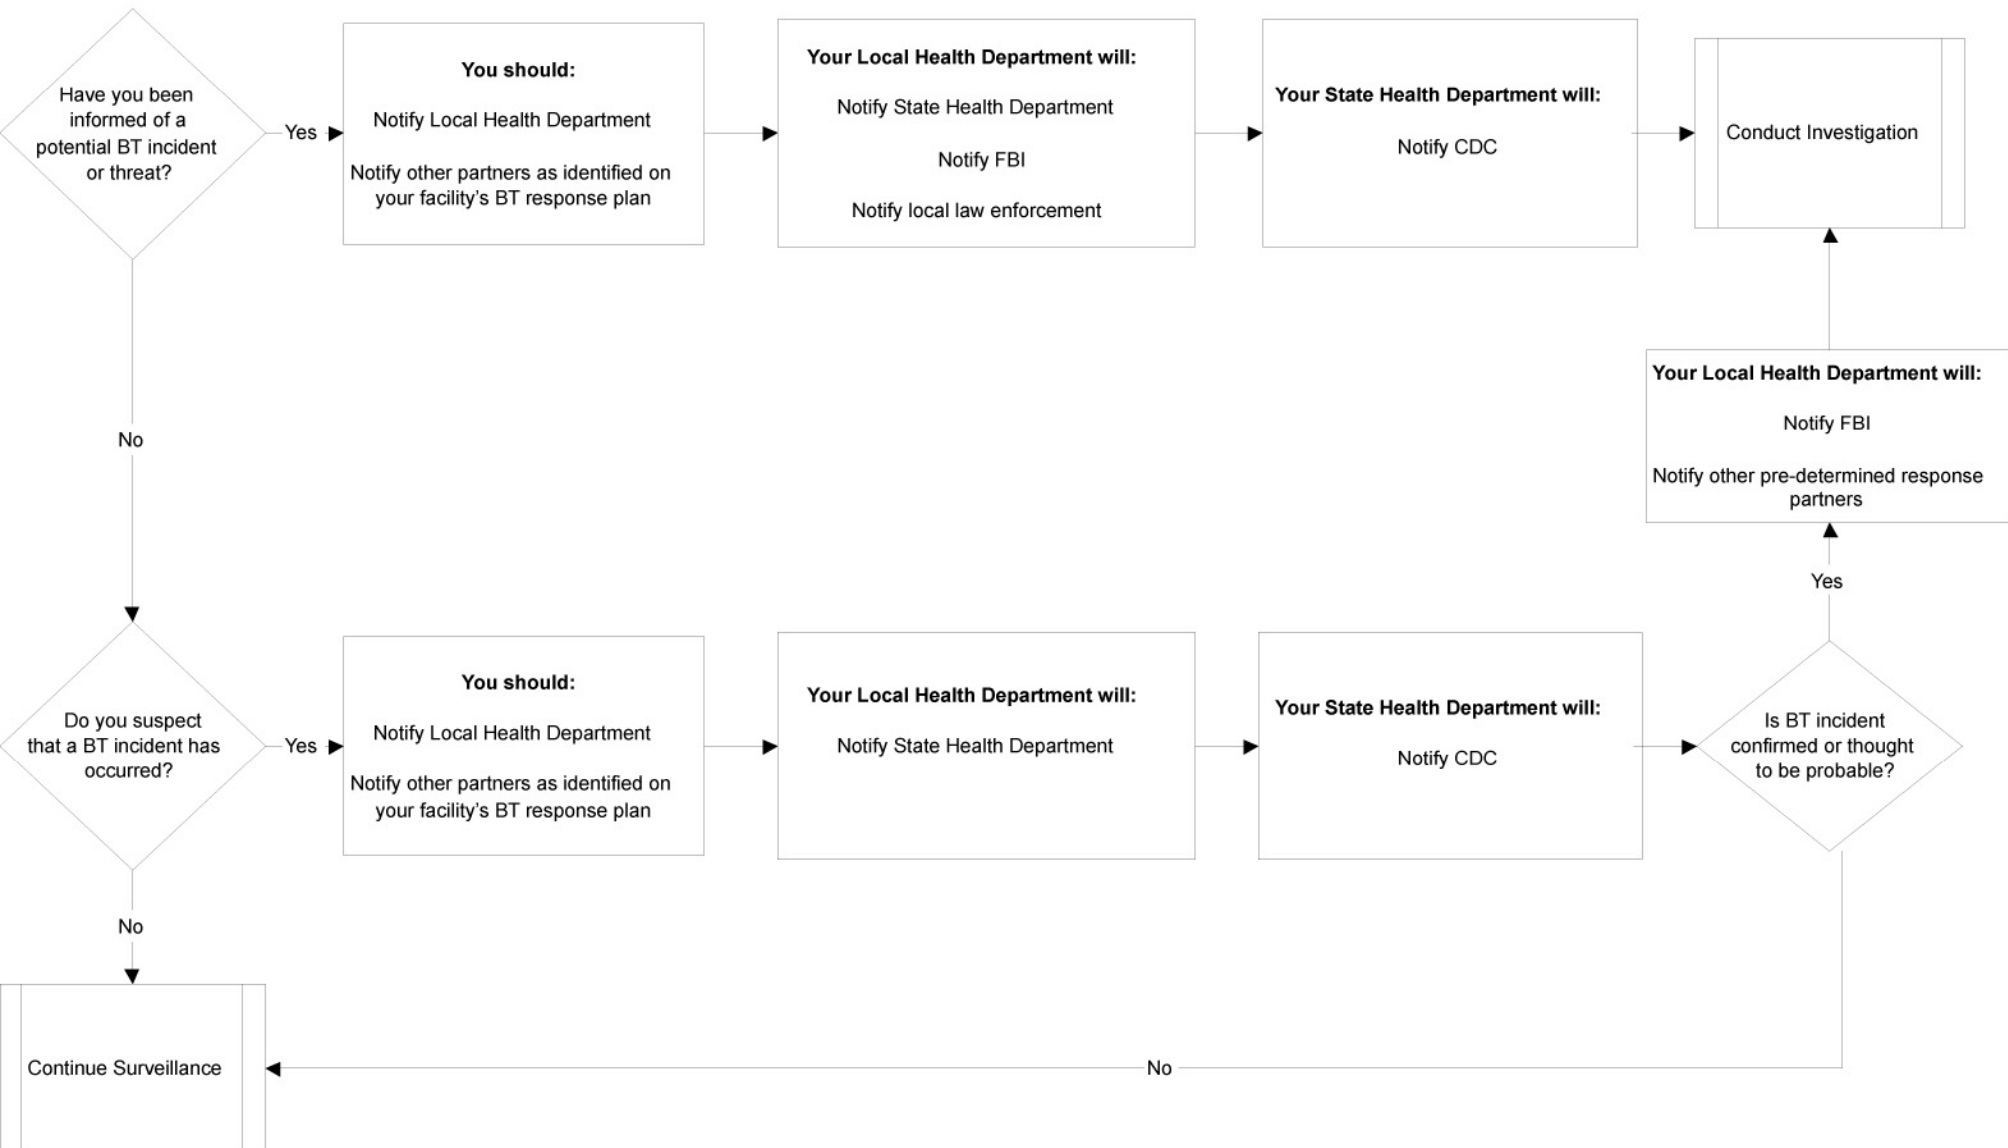 Have you been
informed of a
potential BT incident
or threat?
Yes
You should:
Notify Local Health Department
Notify other partners as identified on
your facility's BT response plan
Your Local Health Department will:
Notify State Health Department
Notify FBI
Notify local law enforcement
Your State Health Department will:
Notify CDC
Conduct Investigation
No
Your Local Health Department will:
Notify FBI
Notify other pre-determined response
partners
Yes
Do you suspect
that a BT incident has
occurred?
Yes
You should:
Notify Local Health Department
Notify other partners as identified on
your facility's BT response plan
Your Local Health Department will:
Notify State Health Department
Your State Health Department will:
Notify CDC
Is BT incident
confirmed or thought
to be probable?
No
Continue Surveillance
No